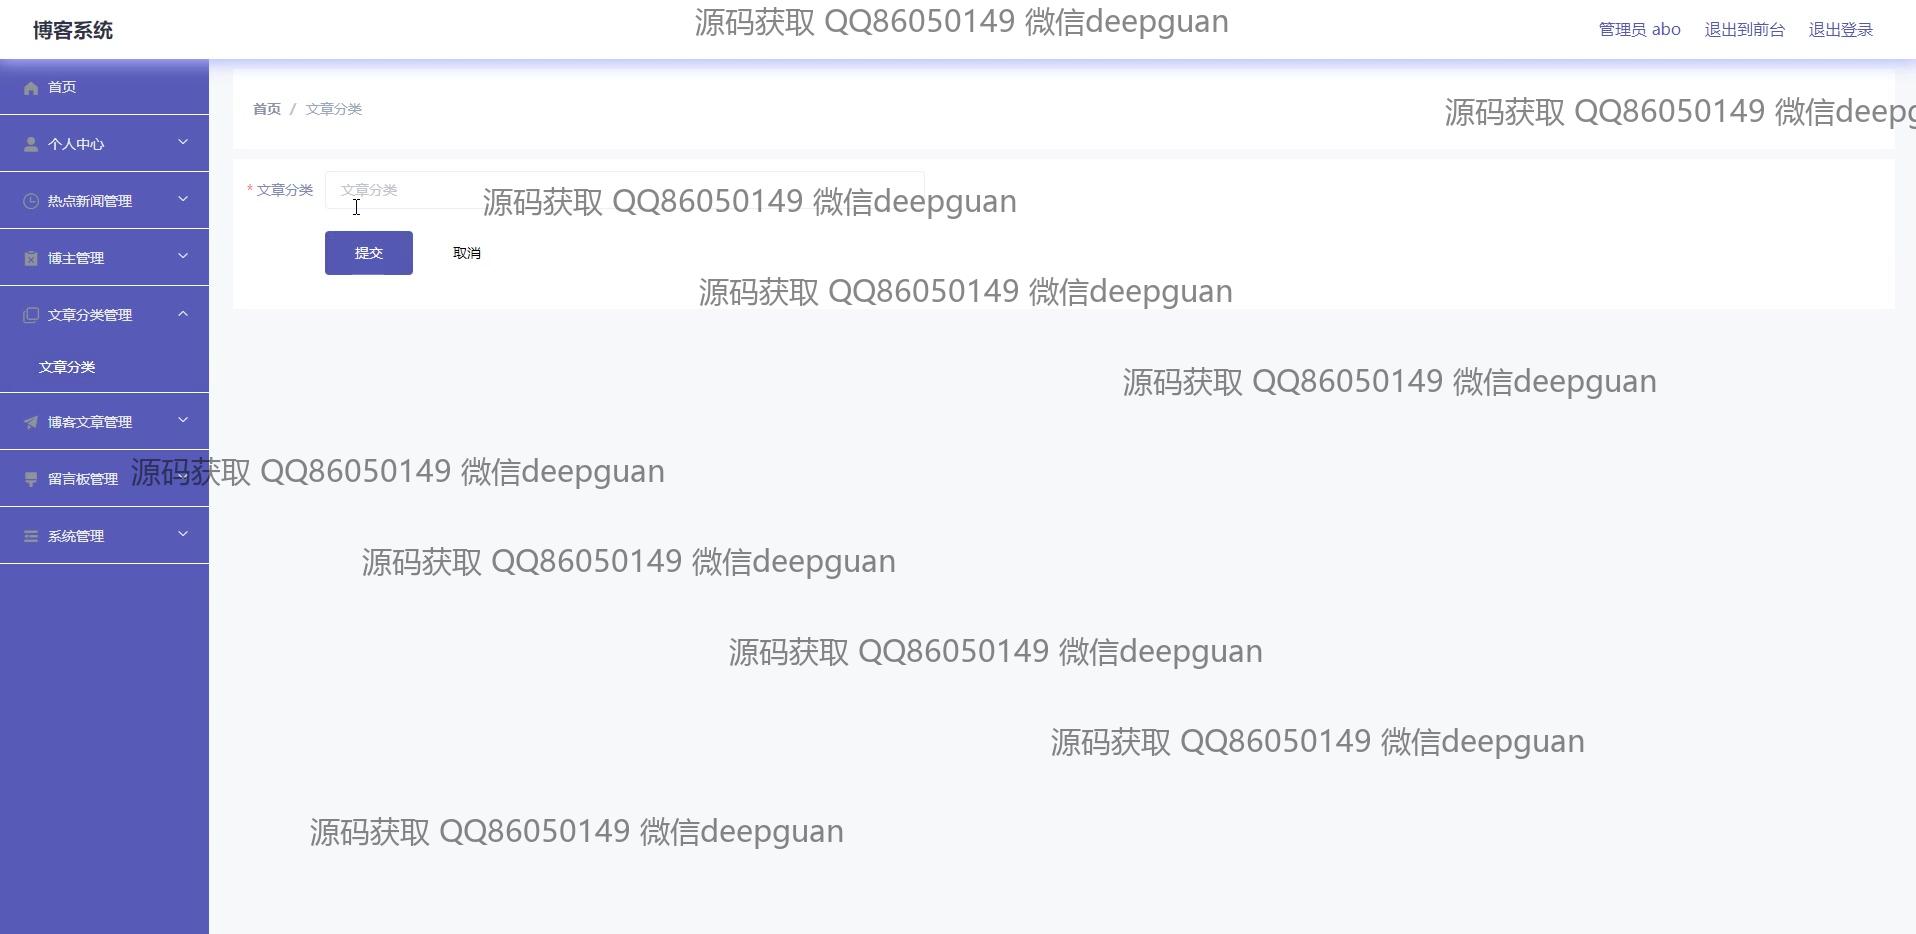 博客系统
源码获取 QQ86050149 微信deepguan
管理员 abo
退出到前台
退出登录
首页
个人中心
热点新闻管理
博主管理
文章分类管理
文章分类
博客文章管理
留言板管理
系统管理
首页 / 文章分类
源码获取 QQ86050149 微信deepg
* 文章分类
文章分类
源码获取 QQ86050149 微信deepguan
提交
取消
源码获取 QQ86050149 微信deepguan
源码获取 QQ86050149 微信deepguan
源码获取 QQ86050149 微信deepguan
源码获取 QQ86050149 微信deepguan
源码获取 QQ86050149 微信deepguan
源码获取 QQ86050149 微信deepguan
源码获取 QQ86050149 微信deepguan